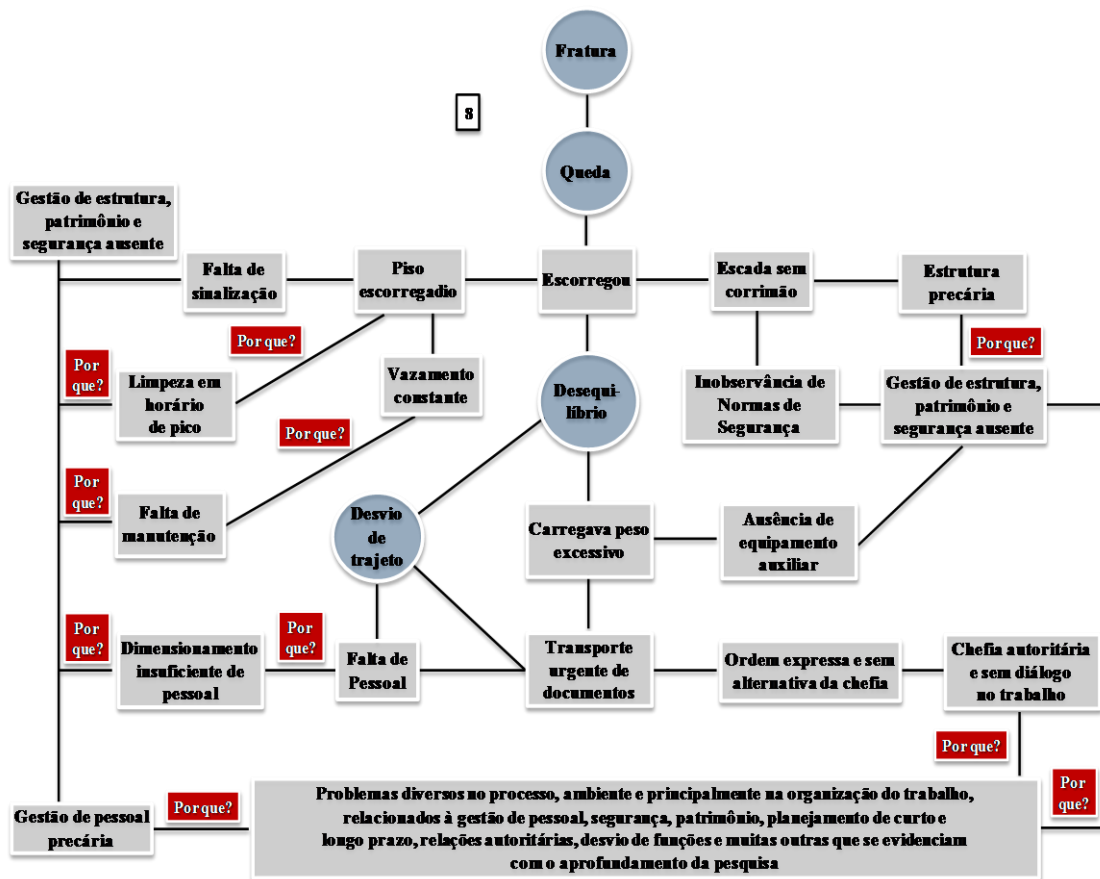 Fratura
8
Queda
Gestão de estrutura,
patrimônio e
segurança ausente
Falta de
sinalização
Piso
escorregadio
Escorregou
Escada sem
corrimão
Estrutura
precária
Por que?
Por que?
Por
que?
Limpeza em
horário
de pico
Vazamento
constante
Desequi-
líbrio
Inobservância de
Normas de
Segurança
Gestão de estrutura,
patrimônio e
segurança ausente
Por que?
Por
que?
Falta de
manutenção
Desvio
de
trajeto
Carregava peso
excessivo
Ausência de
equipamento
auxiliar
Por
que?
Dimensionamento
insuficiente de
pessoal
Por
que?
Falta de
Pessoal
Transporte
urgente de
documentos
Ordem expressa e sem
alternativa da chefia
Chefia autoritária
e sem diálogo
no trabalho
Por que?
Por
que?
Gestão de pessoal
precária
Por que?
Problemas diversos no processo, ambiente e principalmente na organização do trabalho,
relacionados à gestão de pessoal, segurança, patrimônio, planejamento de curto e
longo prazo, relações autoritárias, desvio de funções e muitas outras que se evidenciam
com o aprofundamento da pesquisa